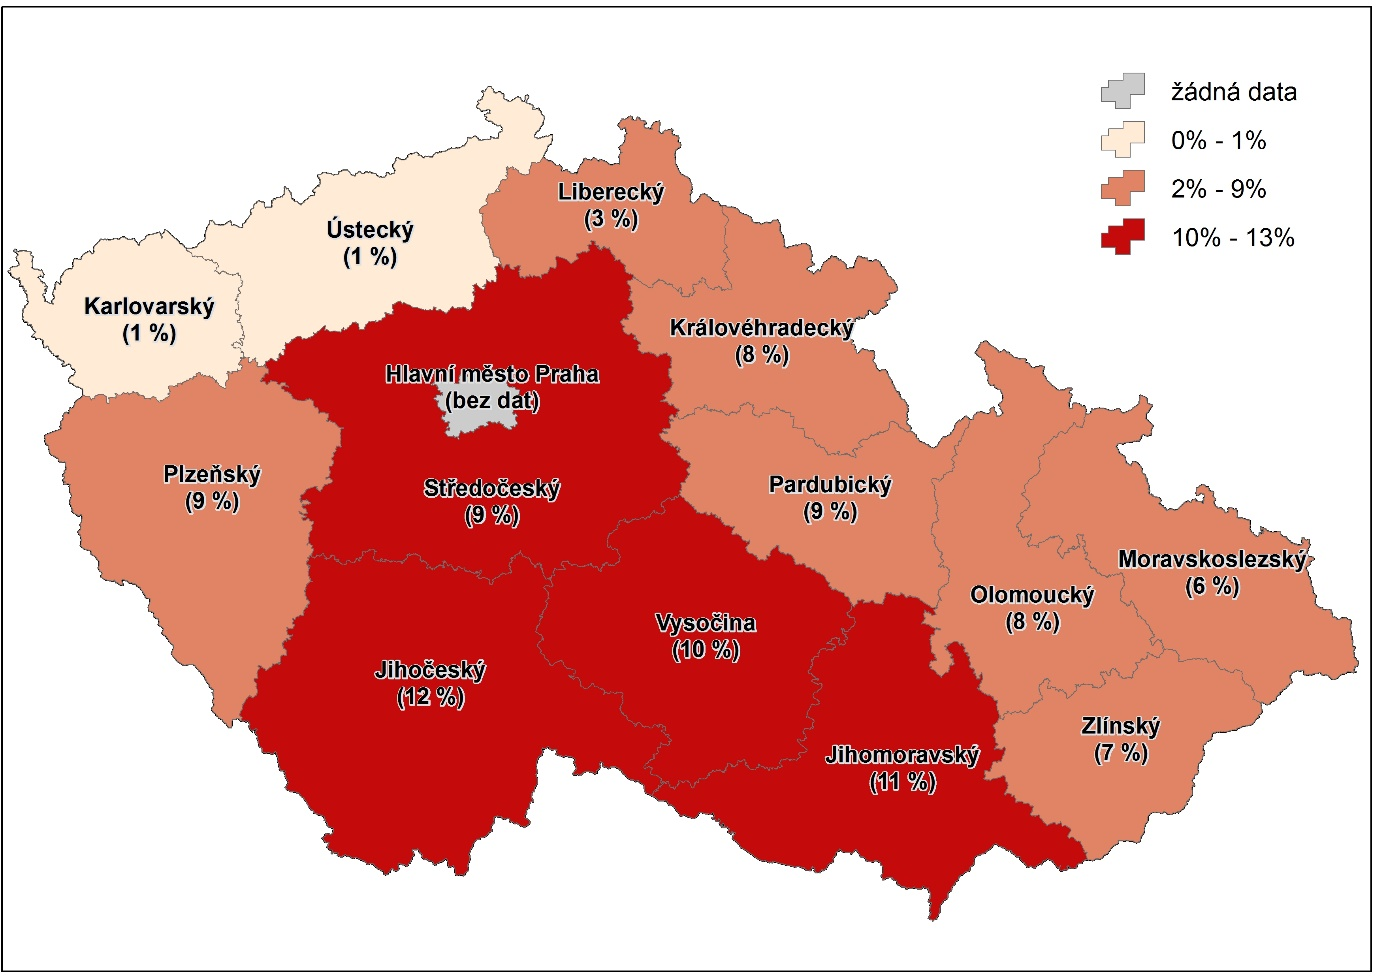 žádná data
0% - 1%
2% - 9%
10% - 13%
Liberecký
(3 %)
Ústecký
(1 %)
Karlovarský
(1 %)
Královéhradecký
(8 %)
Hlavní město Praha
(bez dat)
Plzeňský
(9 %)
Středočeský
(9 %)
Pardubický
(9 %)
Moravskoslezský
(6 %)
Olomoucký
(8 %)
Vysočina
(10 %)
Jihočeský
(12 %)
Zlínský
(7 %)
Jihomoravský
(11 %)